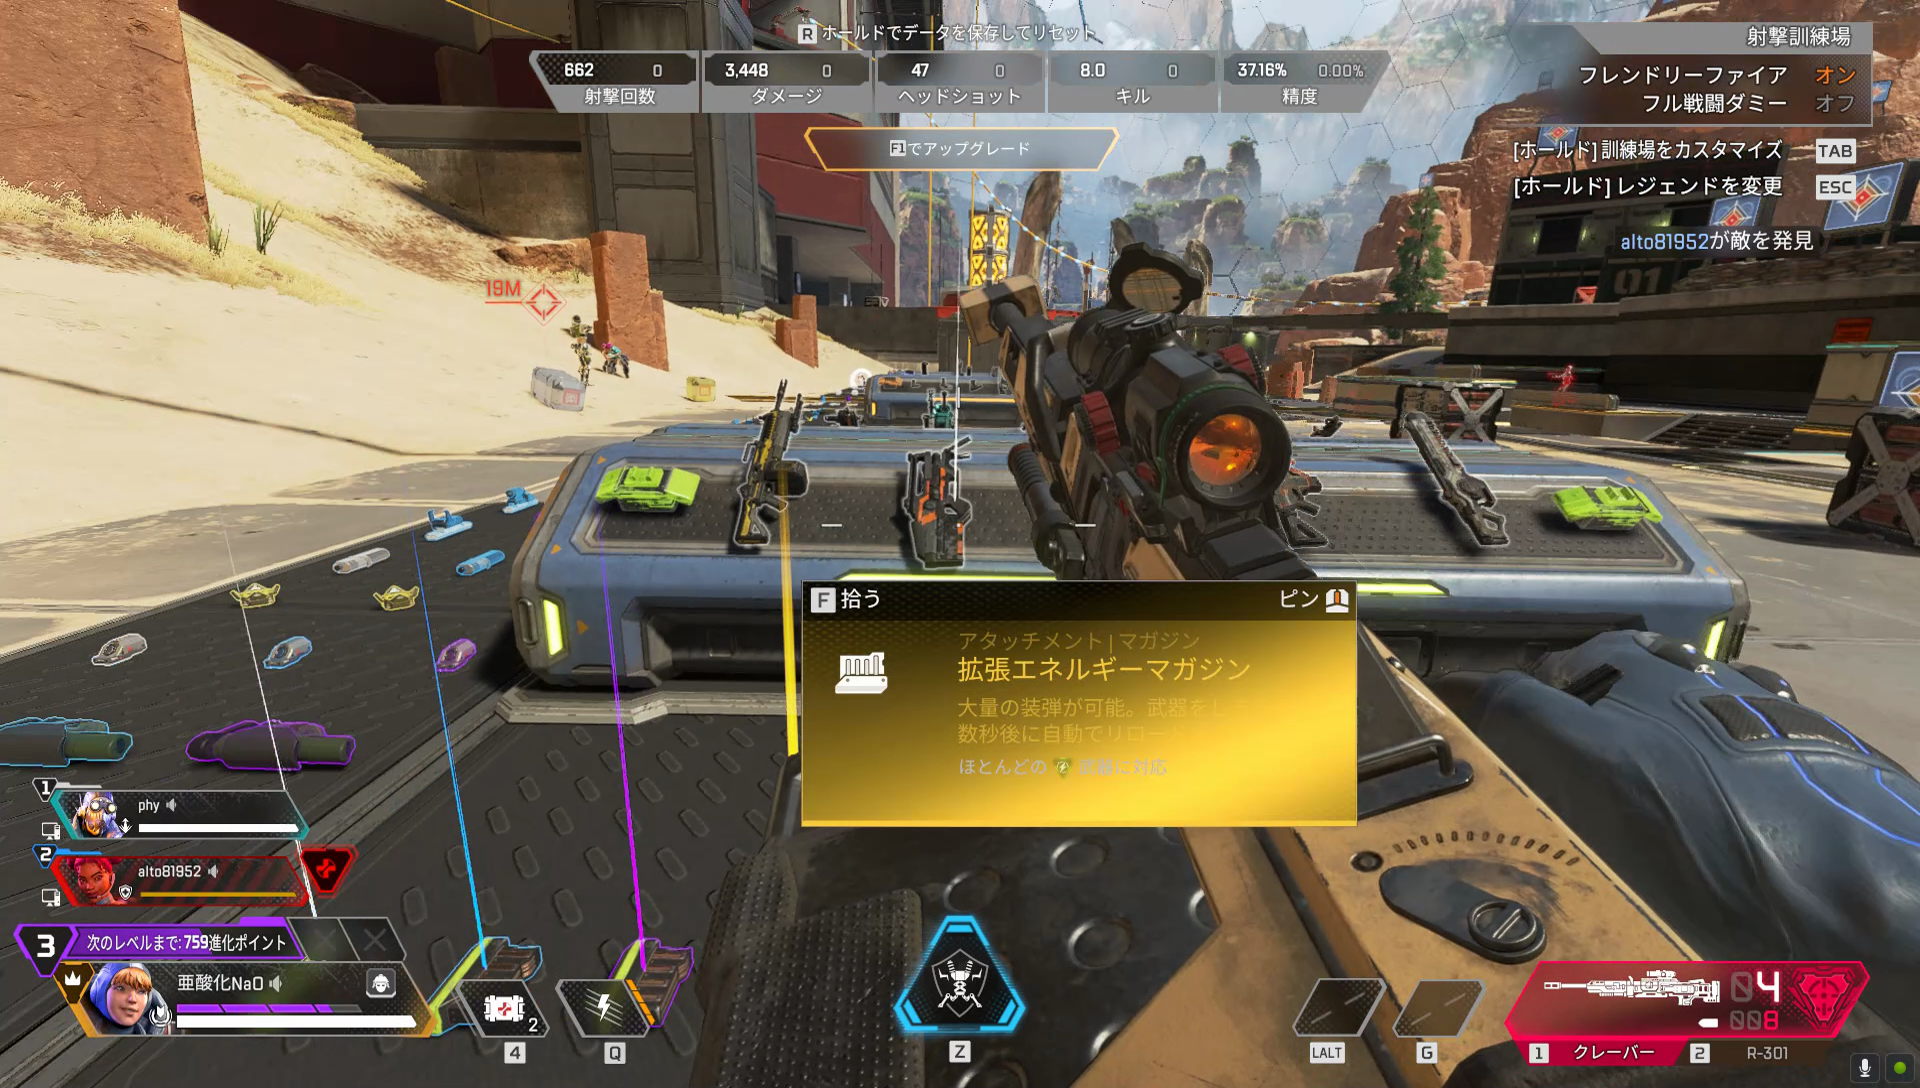 R ホールドでデータを保存してリセット
662 0 3,448 0 47 0 8.0 0 37.16% 0.00%
射撃回数 ダメージ ヘッドショット キル 精度
F1でアップグレード
射撃訓練場
フレンドリーファイア オン
フル戦闘ダミー オフ
[ホールド]訓練場をカスタマイズ TAB
[ホールド]レジェンドを変更 ESC
alto81952が敵を発見
01
19M
F 拾う ピン
アタッチメント|マガジン
拡張エネルギーマガジン
大量の装弾が可能。武器を
数秒後に自動でリロード
ほとんどの 武器に対応
1 phy
2 alto81952
3 次のレベルまで:759進化ポイント
亜酸化NaO
2
4 Q Z LALT G
04
008
1 クレーバー 2 R-301